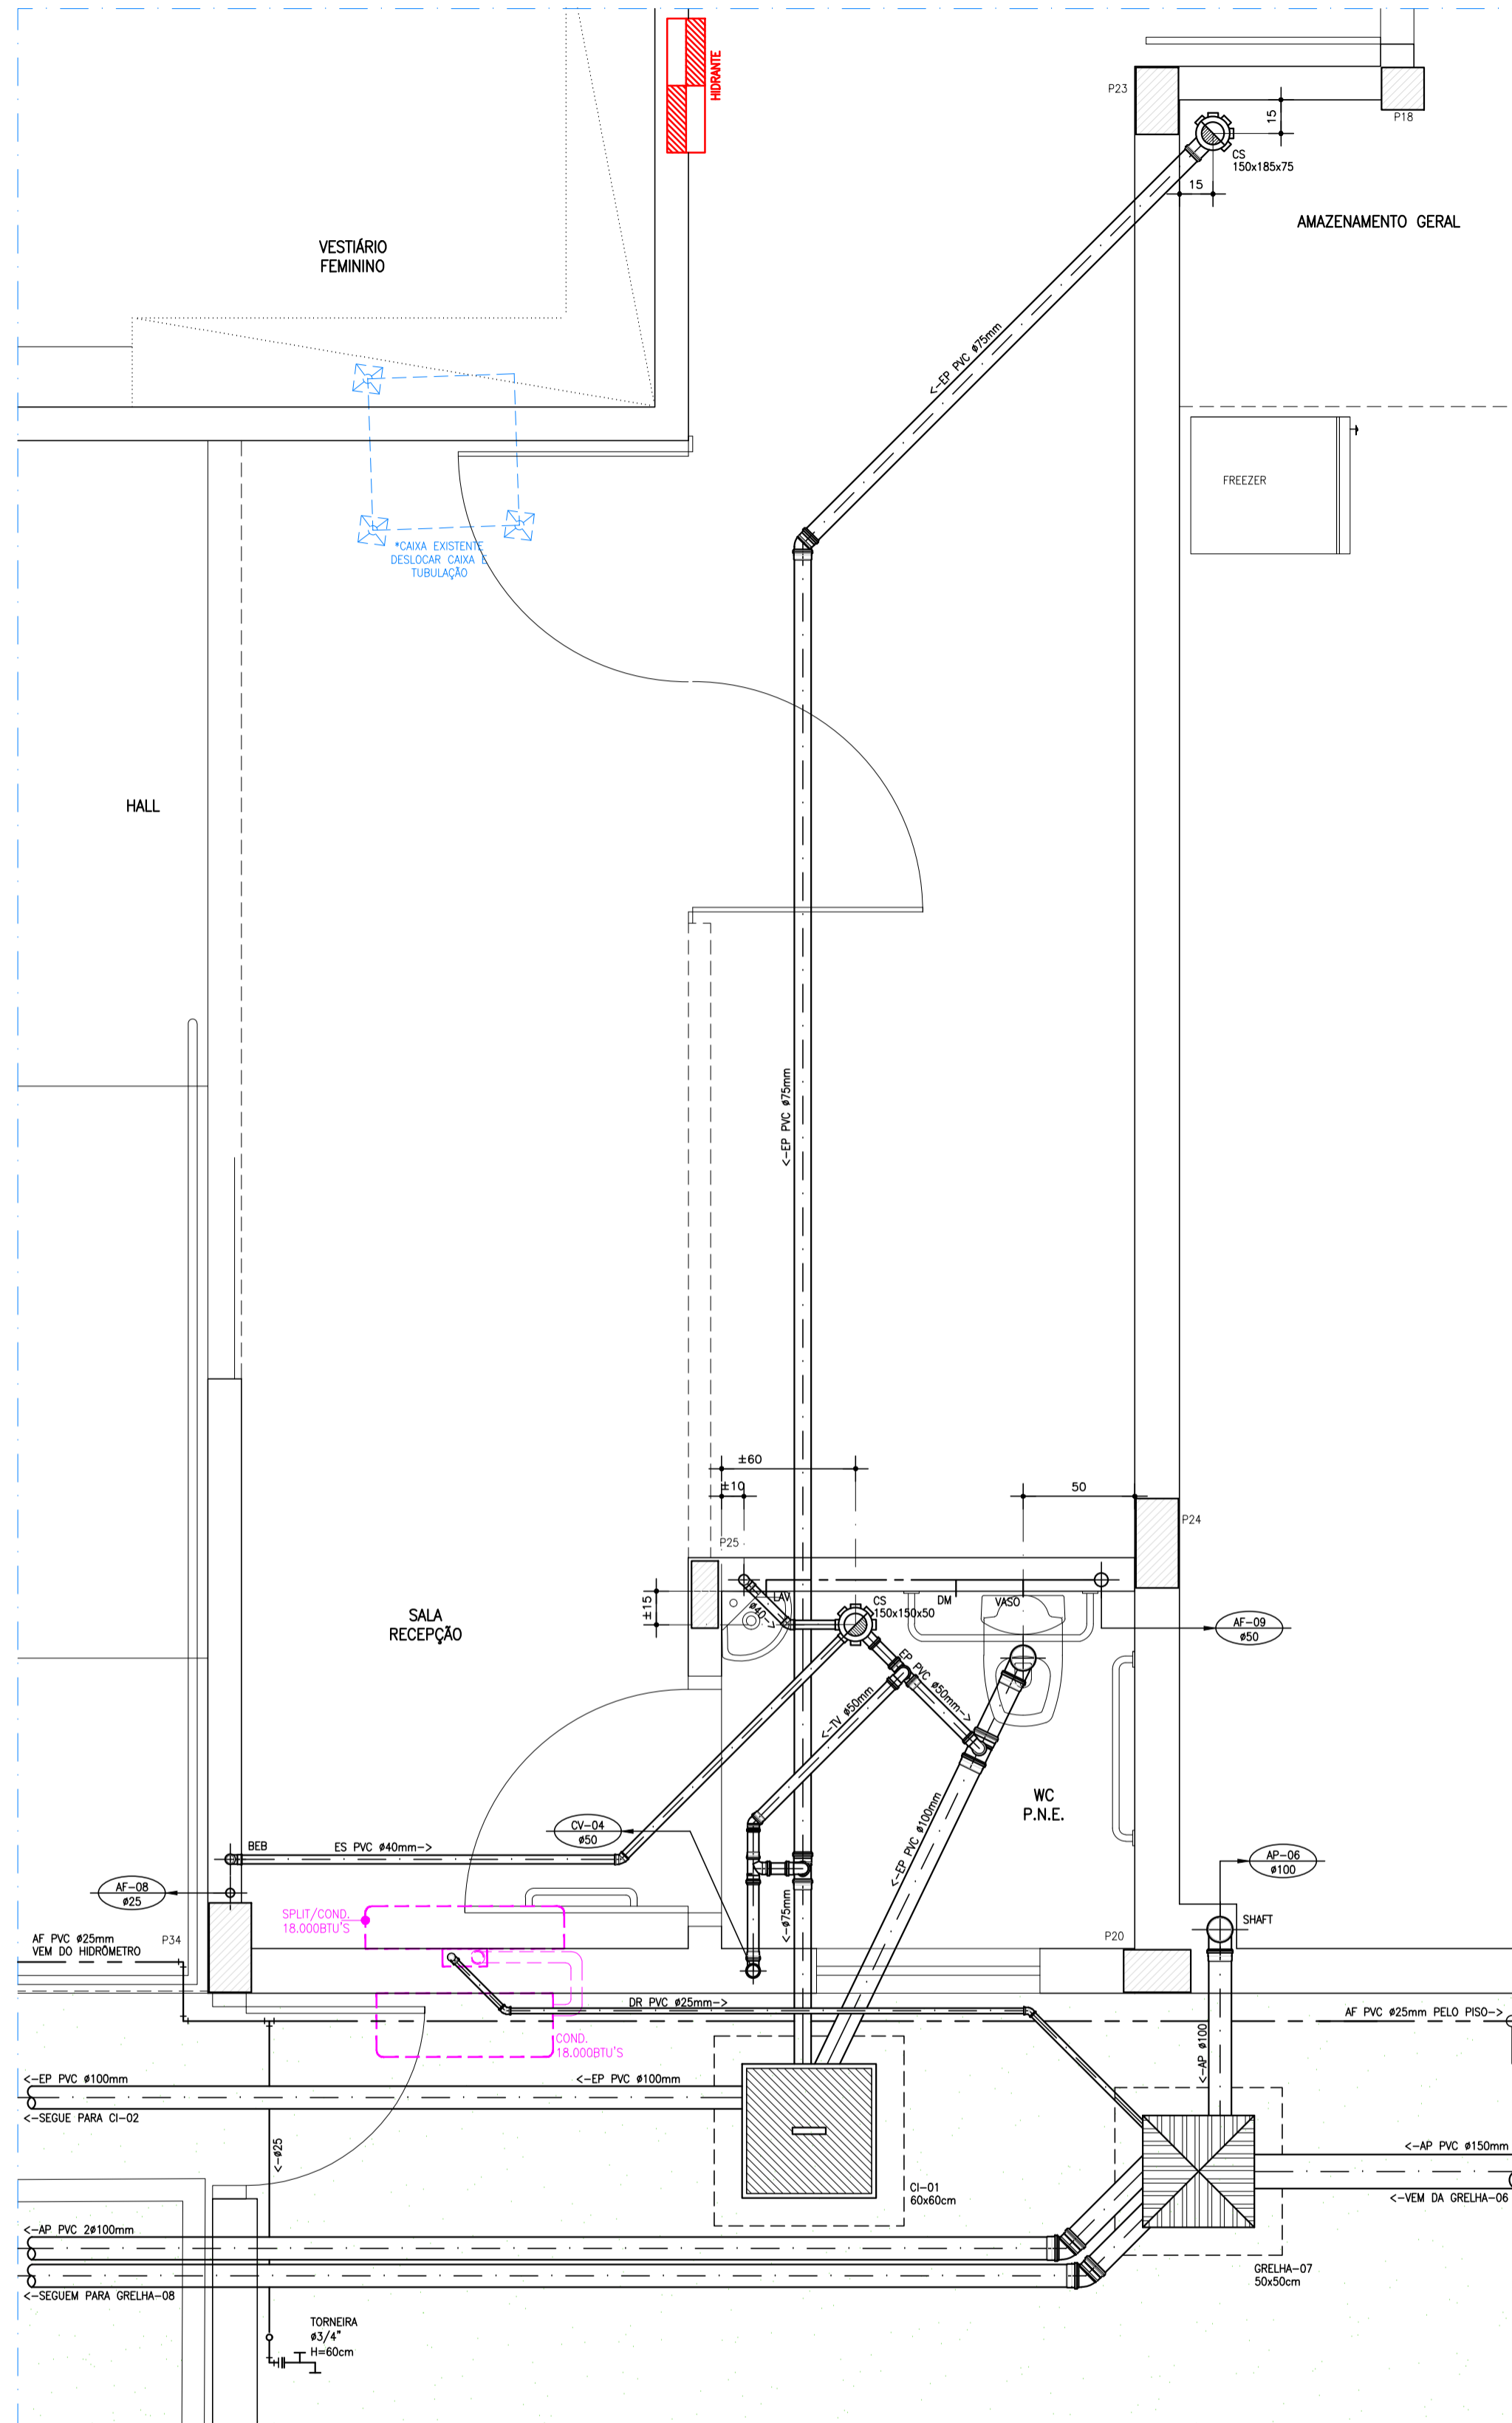 HIDRANTE
P23
P18
15
CS
150x185x75
15
AMAZENAMENTO GERAL
VESTIÁRIO
FEMININO
<-EP PVC ø75mm
FREEZER
*CAIXA EXISTENTE
DESLOCAR CAIXA E
TUBULAÇÃO
HALL
<-EP PVC ø75mm
±60
±10
50
P25
P24
±15
LAV
ø40->
CS
150x150x50
DM
VASO
SALA
RECEPÇÃO
AF-09
ø50
EP PVC ø50mm->
<-TV ø50mm
WC
P.N.E.
CV-04
ø50
BEB
ES PVC ø40mm->
<-EP PVC ø100mm
AP-06
ø100
AF-08
ø25
SPLIT/COND.
18.000BTU'S
<-ø75mm
SHAFT
AF PVC ø25mm
VEM DO HIDRÔMETRO
P34
P20
DR PVC ø25mm->
AF PVC ø25mm PELO PISO->
COND.
18.000BTU'S
<-AP ø100
<-EP PVC ø100mm
<-EP PVC ø100mm
<-SEGUE PARA CI-02
<-ø25
<-AP PVC ø150mm
CI-01
60x60cm
<-VEM DA GRELHA-06
<-AP PVC 2ø100mm
GRELHA-07
50x50cm
<-SEGUEM PARA GRELHA-08
TORNEIRA
ø3/4"
H=60cm